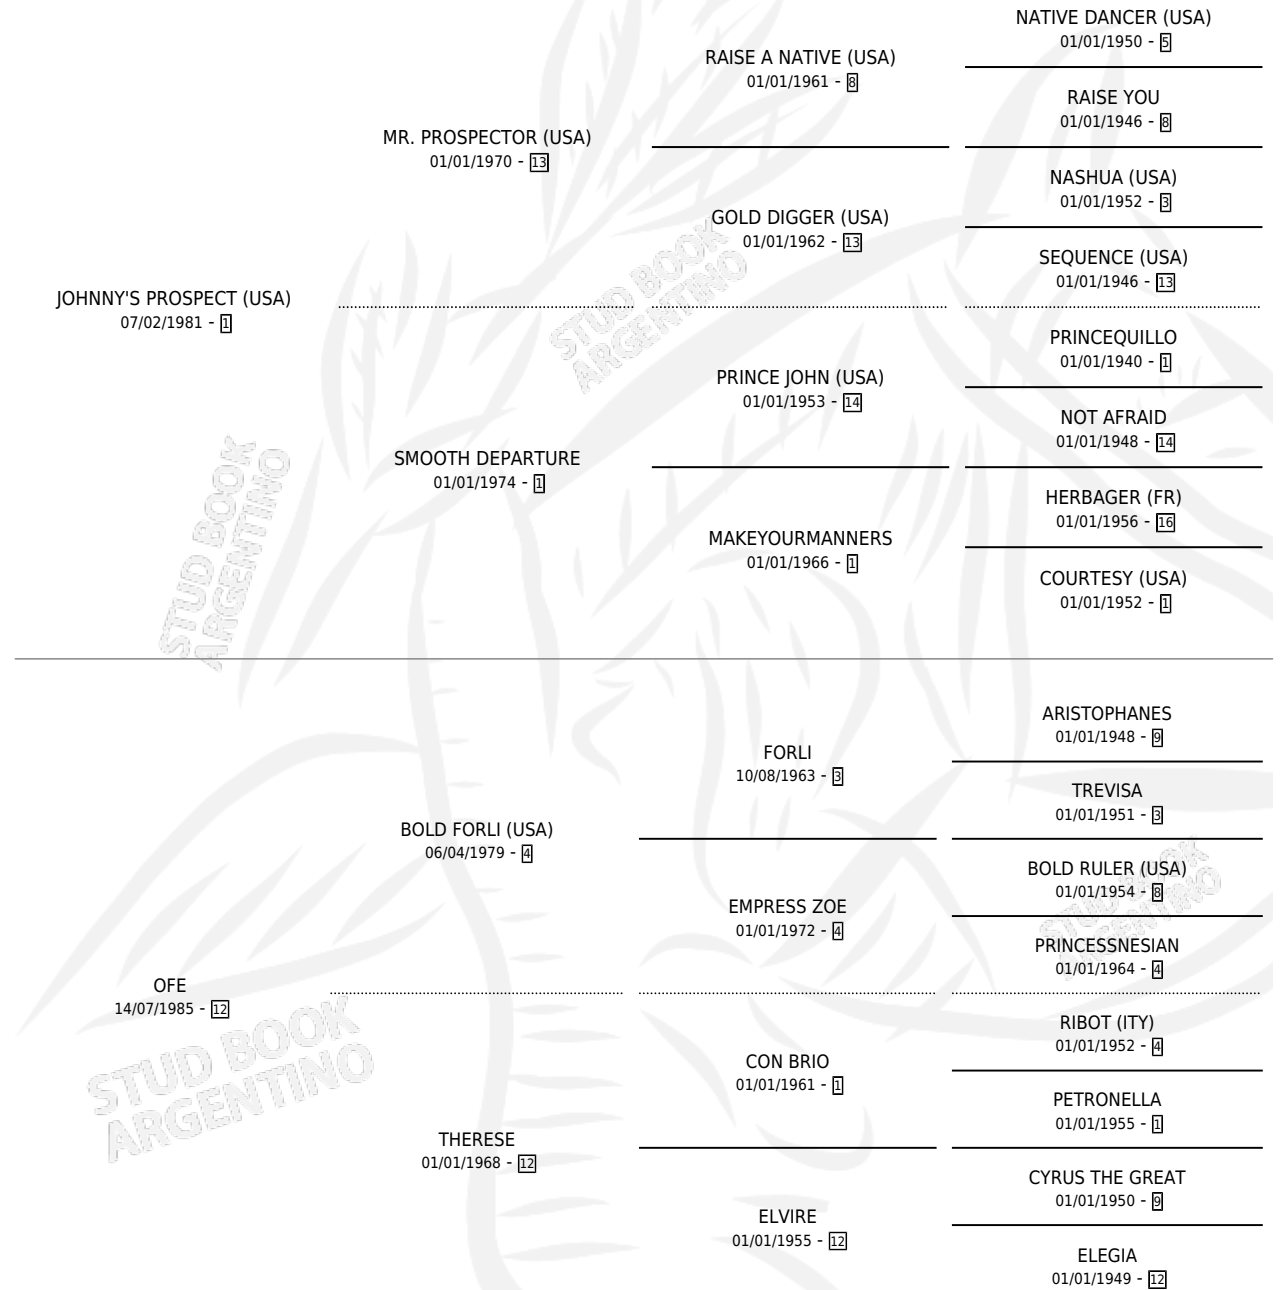 NATIVE DANCER (USA)
01/01/1950 - 5
RAISE A NATIVE (USA)
01/01/1961 - 8
RAISE YOU
01/01/1946 - 8
MR. PROSPECTOR (USA)
01/01/1970 - 13
NASHUA (USA)
01/01/1952 - 3
GOLD DIGGER (USA)
01/01/1962 - 13
SEQUENCE (USA)
01/01/1946 - 13
JOHNNY'S PROSPECT (USA)
07/02/1981 - 1
STUD BOOK
ARGENTINO
PRINCEQUILLO
01/01/1940 - 1
PRINCE JOHN (USA)
01/01/1953 - 14
NOT AFRAID
01/01/1948 - 14
SMOOTH DEPARTURE
01/01/1974 - 1
HERBAGER (FR)
01/01/1956 - 16
MAKEYOURMANNERS
01/01/1966 - 1
COURTESY (USA)
01/01/1952 - 1
STUD BOOK
ARGENTINO
ARISTOPHANES
01/01/1948 - 9
FORLI
10/08/1963 - 3
TREVISA
01/01/1951 - 3
BOLD FORLI (USA)
06/04/1979 - 4
BOLD RULER (USA)
01/01/1954 - 8
EMPRESS ZOE
01/01/1972 - 4
PRINCESSNESIAN
01/01/1964 - 4
STUD BOOK
ARGENTINO
OFE
14/07/1985 - 12
RIBOT (ITY)
01/01/1952 - 4
CON BRIO
01/01/1961 - 1
PETRONELLA
01/01/1955 - 1
STUD BOOK
ARGENTINO
THERESE
01/01/1968 - 12
CYRUS THE GREAT
01/01/1950 - 9
ELVIRE
01/01/1955 - 12
ELEGIA
01/01/1949 - 12